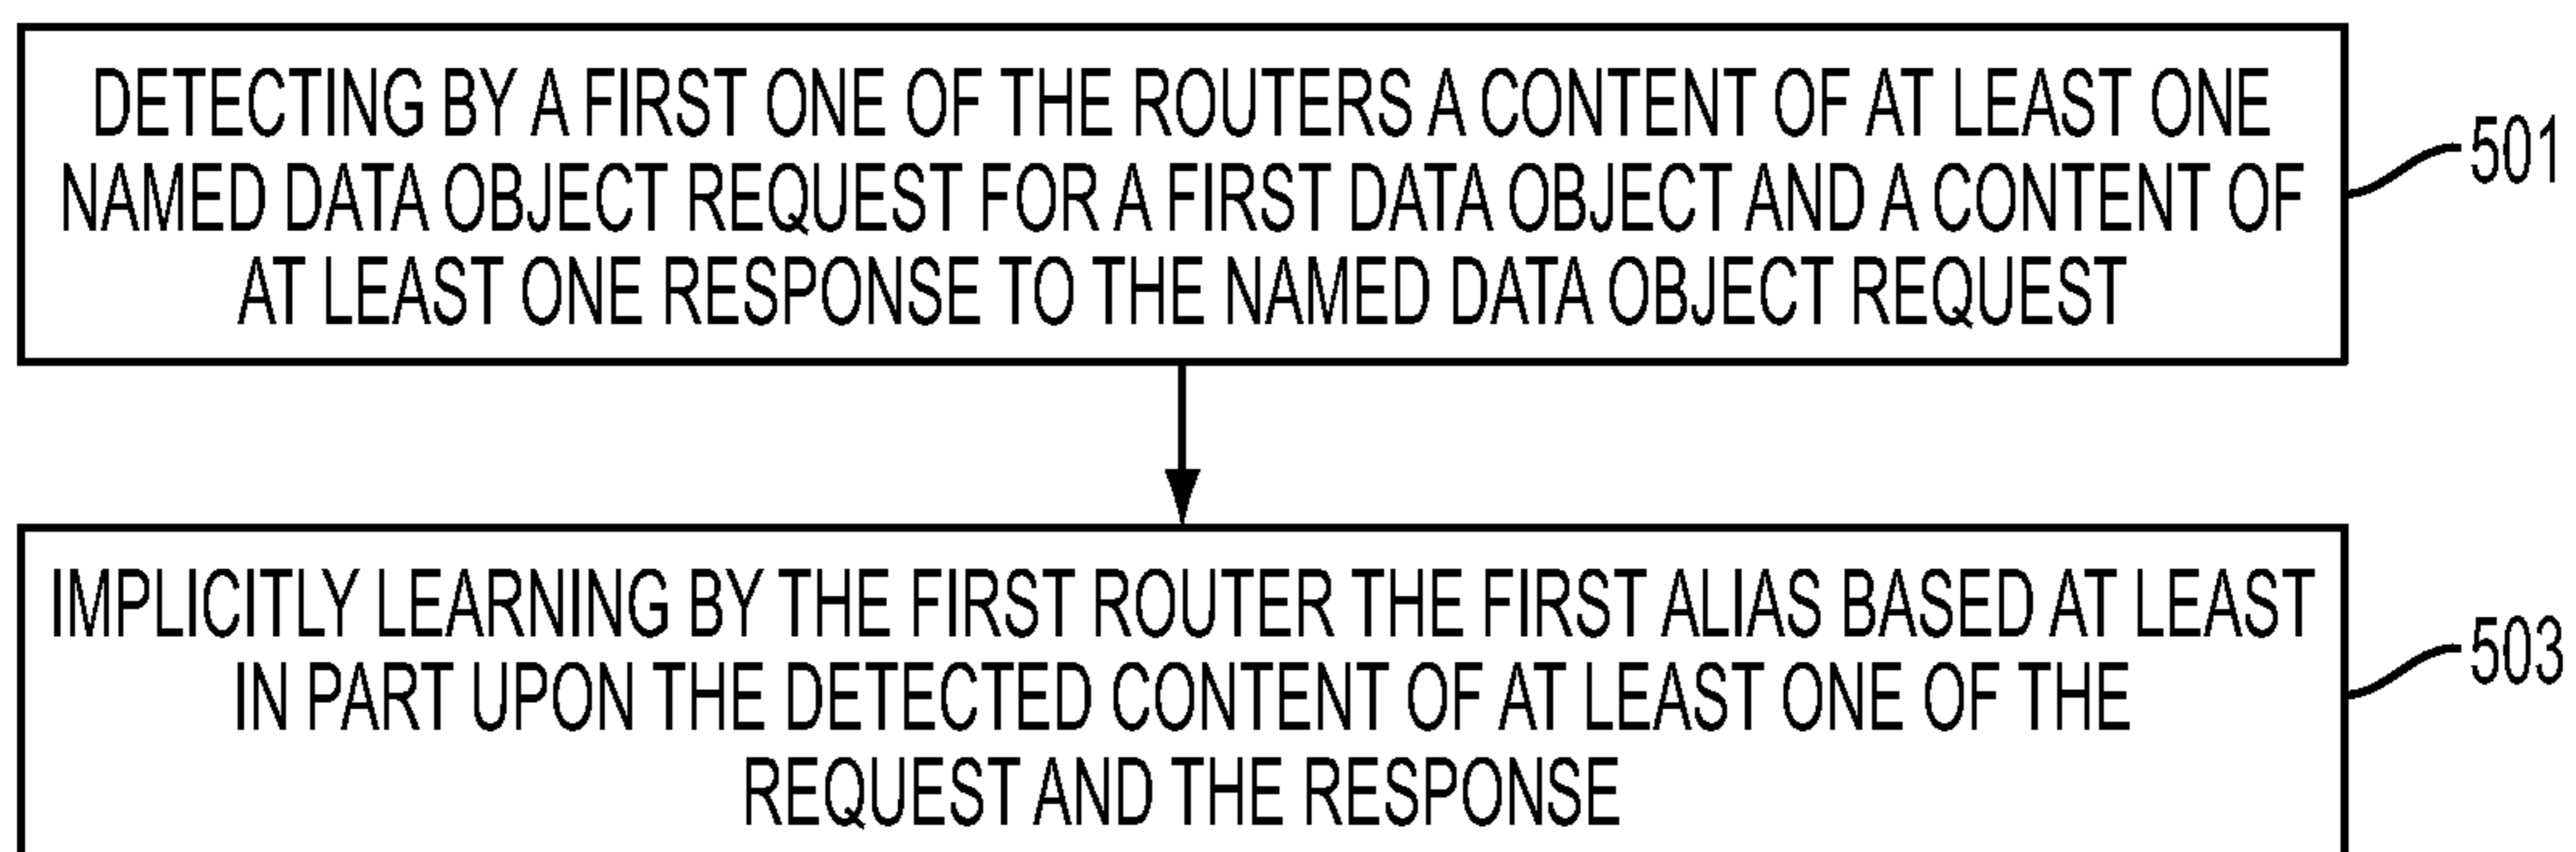 DETECTING BY A FIRST ONE OF THE ROUTERS A CONTENT OF AT LEAST ONE
NAMED DATA OBJECT REQUEST FOR A FIRST DATA OBJECT AND A CONTENT OF
AT LEAST ONE RESPONSE TO THE NAMED DATA OBJECT REQUEST
501
IMPLICITLY LEARNING BY THE FIRST ROUTER THE FIRST ALIAS BASED AT LEAST
IN PART UPON THE DETECTED CONTENT OF AT LEAST ONE OF THE
REQUEST AND THE RESPONSE
503